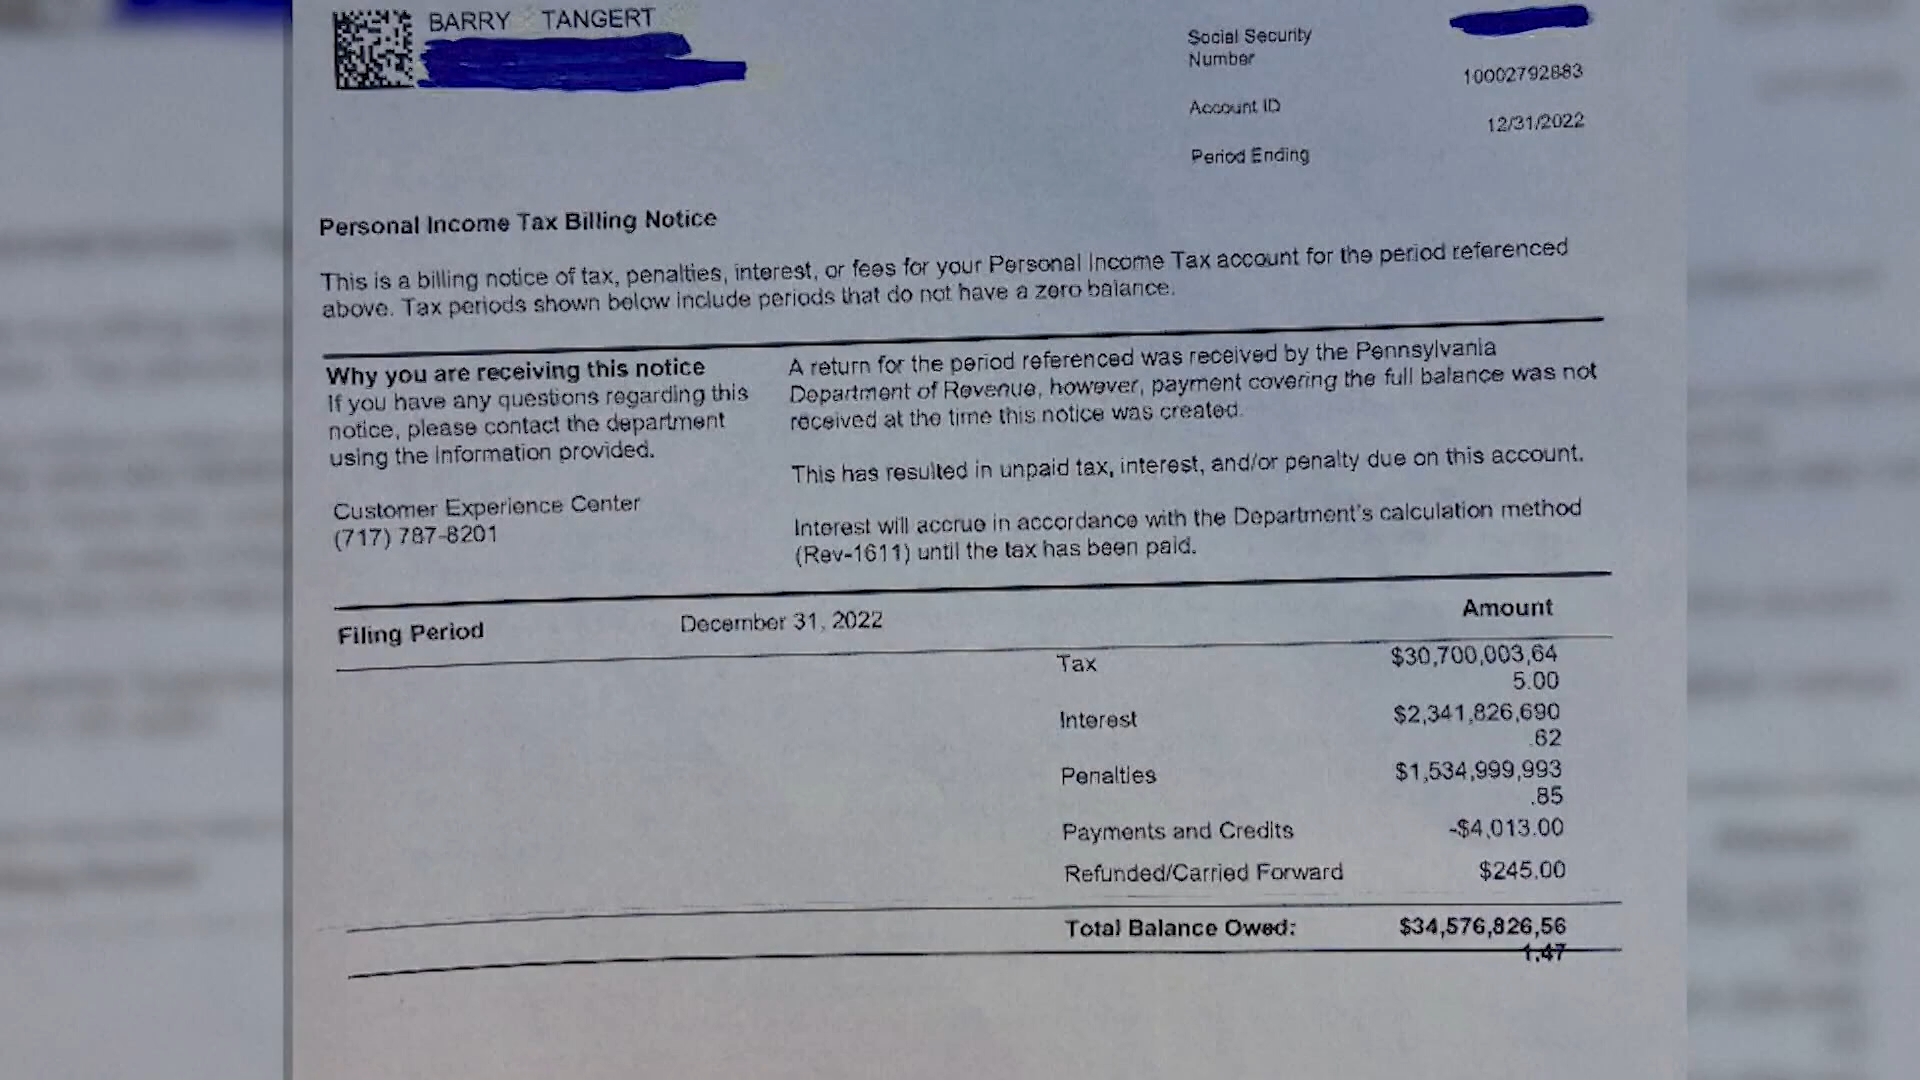 BARRY TANGERT
Social Security
Number
10002792883
Account ID
12/31/2022
Period Ending
Personal Income Tax Billing Notice
This is a billing notice of tax, penalties, interest, or fees for your Personal Income Tax account for the period referenced
above. Tax periods shown below include periods that do not have a zero balance.
Why you are receiving this notice
If you have any questions regarding this
notice, please contact the department
using the information provided.
Customer Experience Center
(717) 787-8201
A return for the period referenced was received by the Pennsylvania
Department of Revenue, however, payment covering the full balance was not
received at the time this notice was created.
This has resulted in unpaid tax, interest, and/or penalty due on this account.
Interest will accrue in accordance with the Department's calculation method
(Rev-1611) until the tax has been paid.
Filing Period December 31, 2022 Amount
Tax $30,700,003,64
5.00
Interest $2,341,826,690
.62
Penalties $1,534,999,993
.85
Payments and Credits -$4,013.00
Refunded/Carried Forward $245.00
Total Balance Owed: $34,576,826,56
1.47